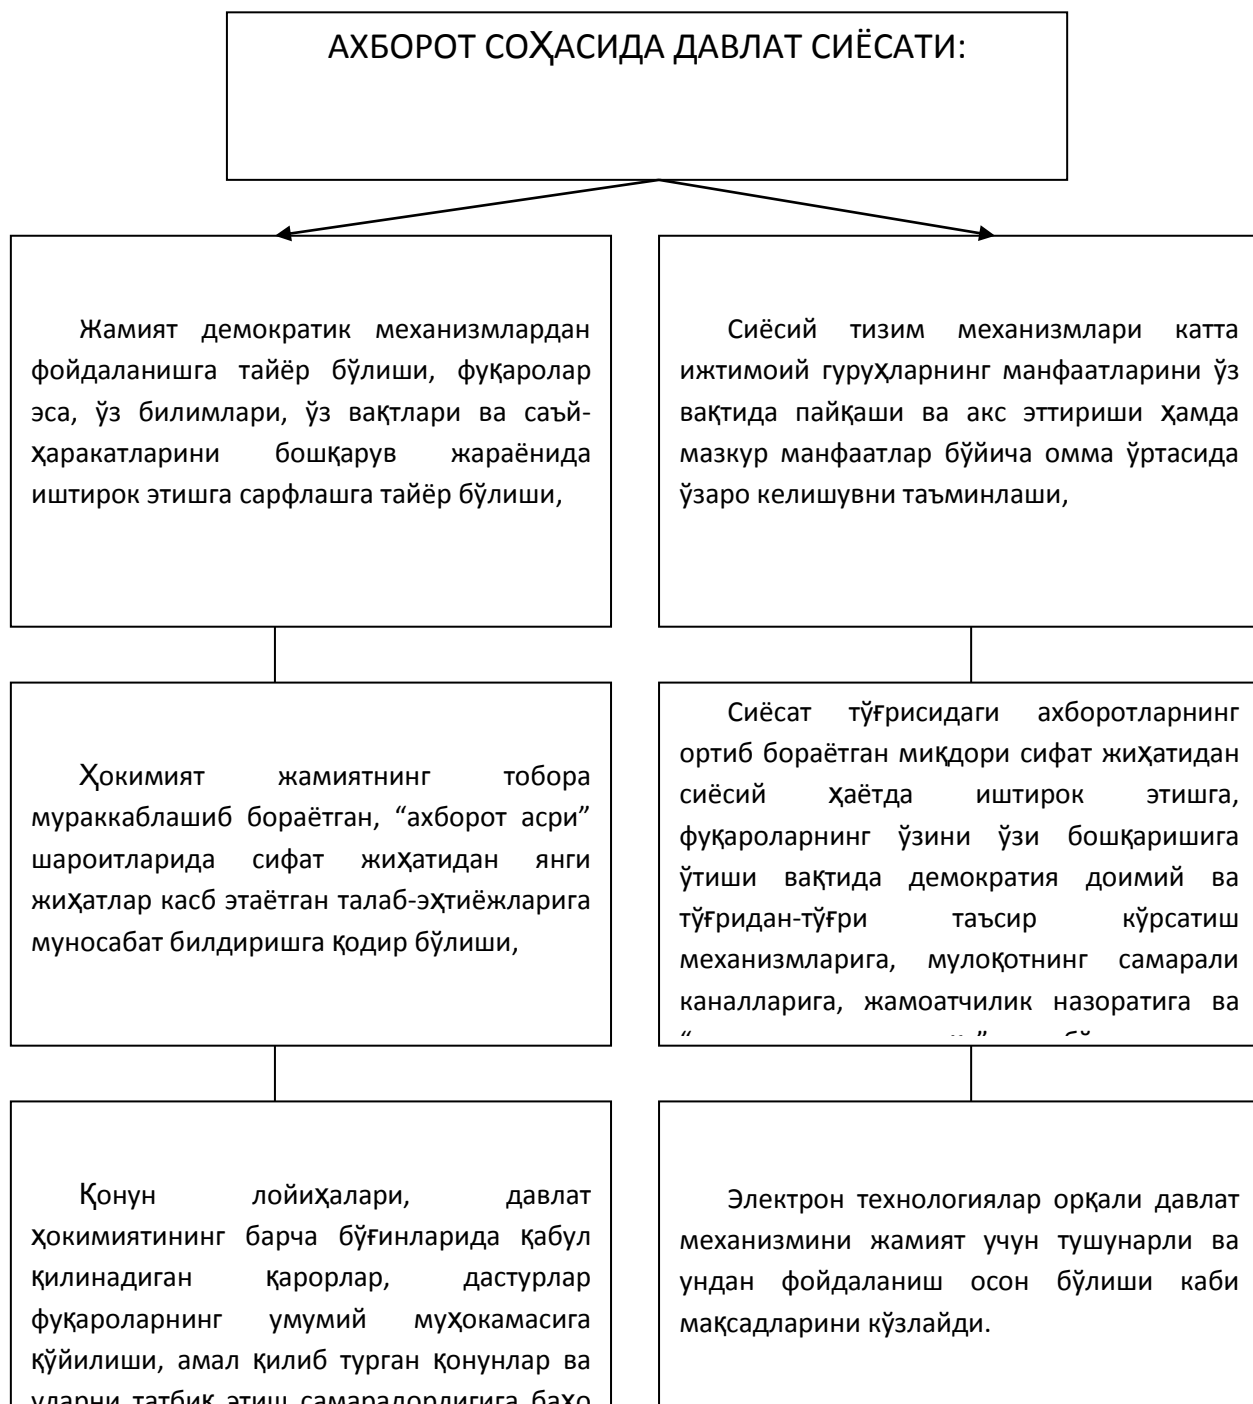 АХБОРОТ СОҲАСИДА ДАВЛАТ СИЁСАТИ:
Жамият демократик механизмлардан
фойдаланишга тайёр бўлиши, фуқаролар
эса, ўз билимлари, ўз вақтлари ва саъй-
ҳаракатларини бошқарув жараёнида
иштирок этишга сарфлашга тайёр бўлиши,
Сиёсий тизим механизмлари катта
ижтимоий гуруҳларнинг манфаатларини ўз
вақтида пайқаши ва акс эттириши ҳамда
мазкур манфаатлар бўйича омма ўртасида
ўзаро келишувни таъминлаши,
Ҳокимият жамиятнинг тобора
мураккаблашиб бораётган, “ахборот асри”
шароитларида сифат жиҳатидан янги
жиҳатлар касб этаётган талаб-эҳтиёжларига
муносабат билдиришга қодир бўлиши,
Сиёсат тўғрисидаги ахборотларнинг
ортиб бораётган миқдори сифат жиҳатидан
сиёсий ҳаётда иштирок этишга,
фуқароларнинг ўзини ўзи бошқаришига
ўтиши вақтида демократия доимий ва
тўғридан-тўғри таъсир кўрсатиш
механизмларига, мулоқотнинг самарали
каналларига, жамоатчилик назоратига ва
Қонун лойиҳалари, давлат
ҳокимиятининг барча бўғинларида қабул
қилинадиган қарорлар, дастурлар
фуқароларнинг умумий муҳокамасига
қўйилиши, амал қилиб турган қонунлар ва
уларни татбиқ этиш самарадорлигига баҳо
Электрон технологиялар орқали давлат
механизмини жамият учун тушунарли ва
ундан фойдаланиш осон бўлиши каби
мақсадларини кўзлайди.